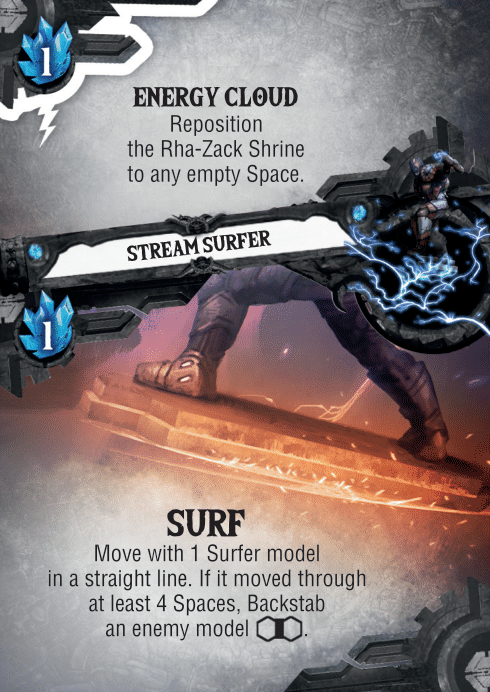 1
ENERGY CLOUD
Reposition
the Rha-Zack Shrine
to any empty Space.
STREAM SURFER
1
SURF
Move with 1 Surfer model
in a straight line. If it moved through
at least 4 Spaces, Backstab
an enemy model .